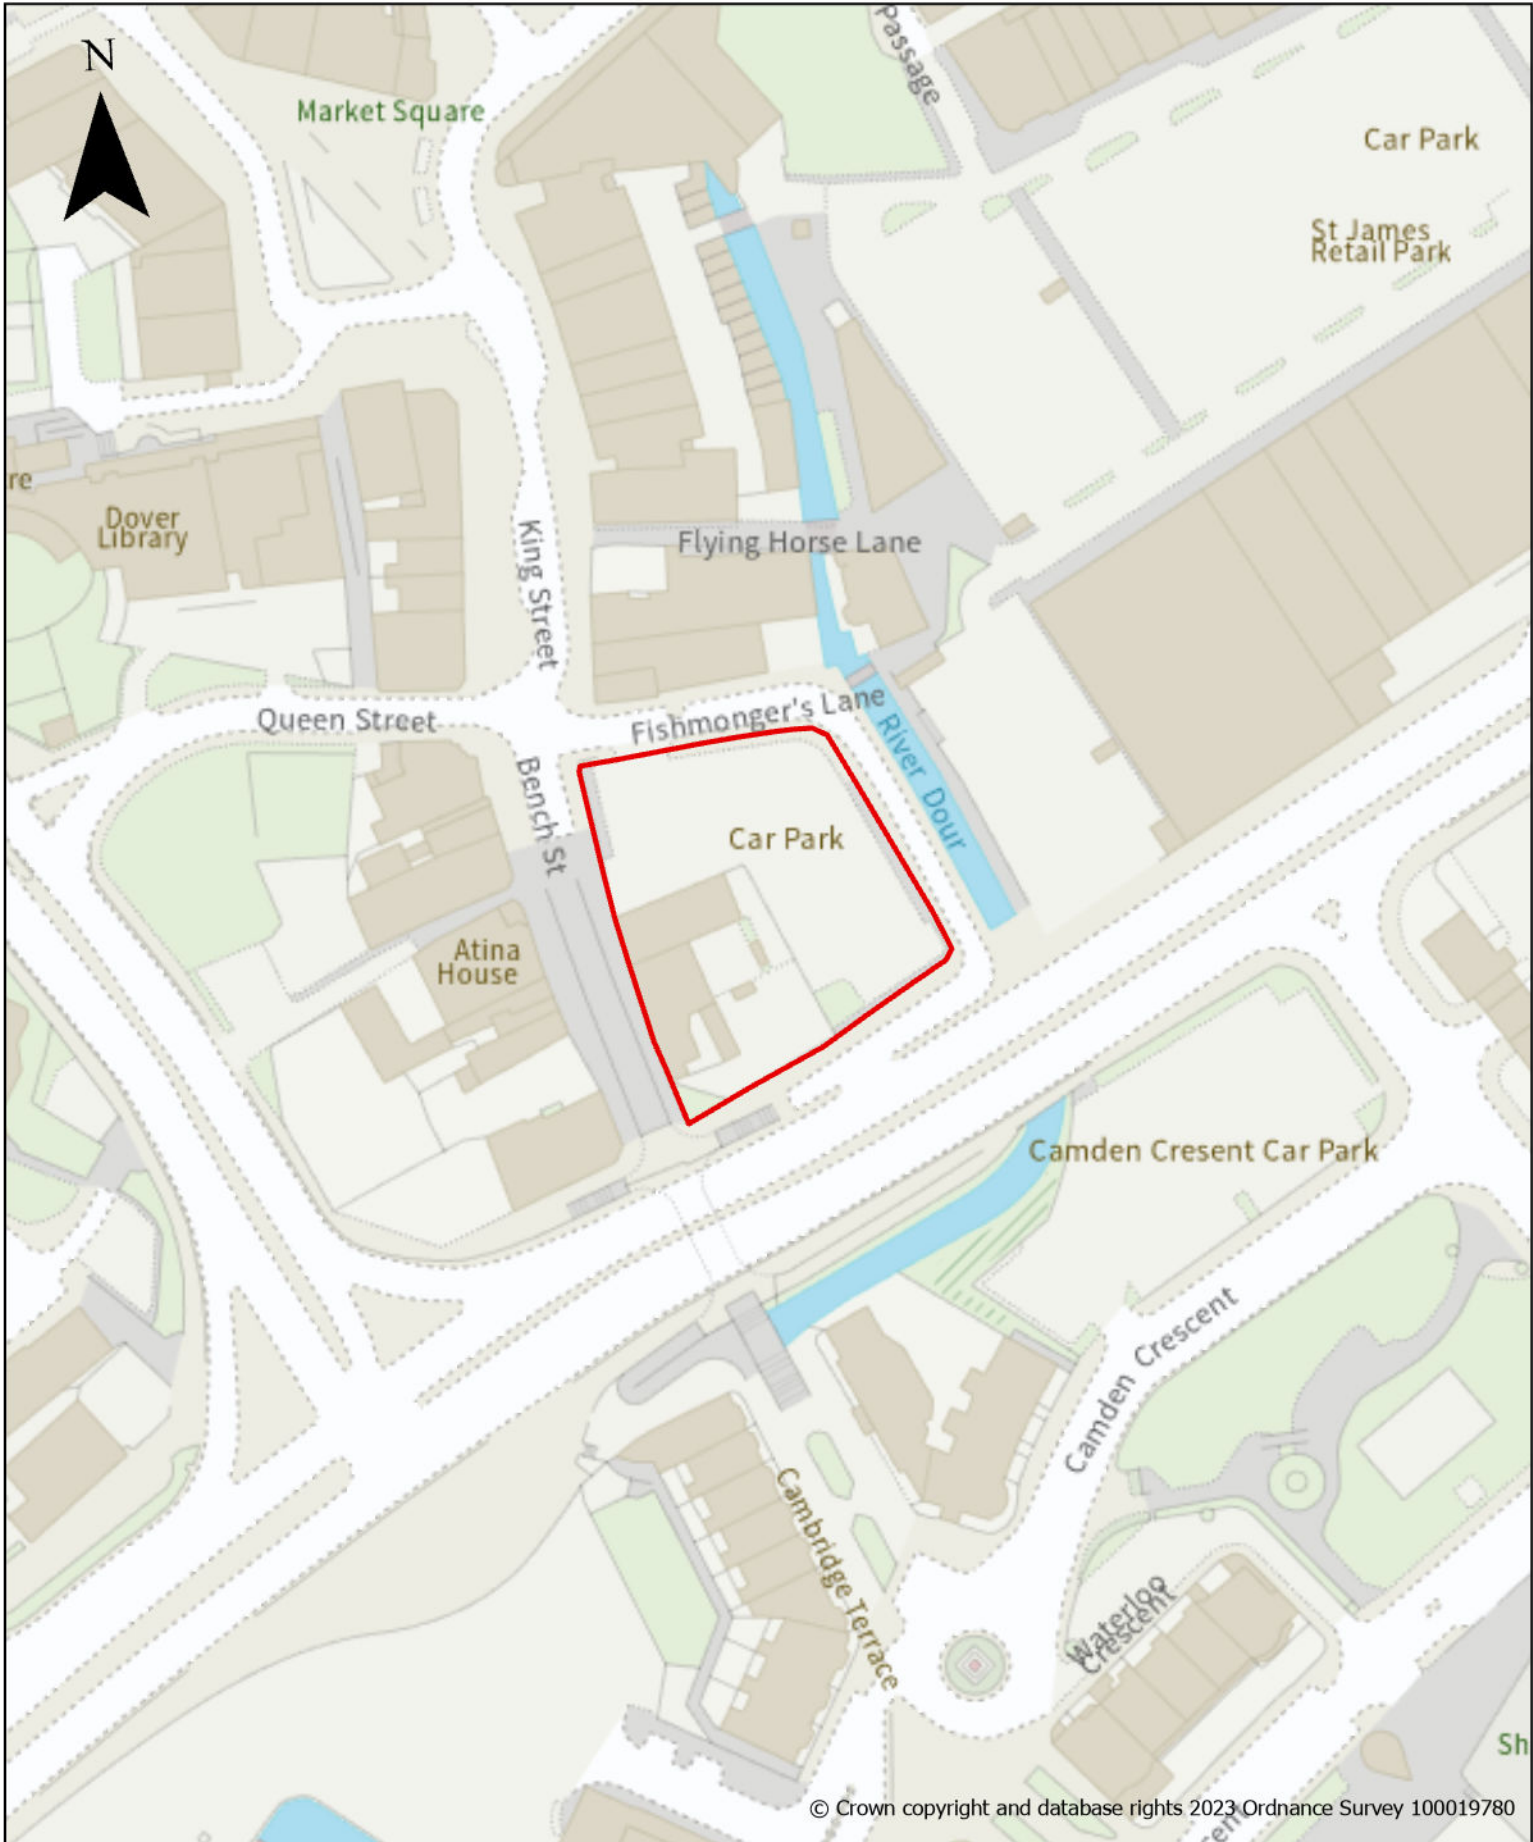 Passage
N
Market Square
Car Park
St James
Retail Park
re
Dover
Library
King Street
Flying Horse Lane
Queen Street
Fishmonger's Lane
River Dour
Bench St
Car Park
Atina
House
Camden Cresent Car Park
Camden Crescent
Cambridge Terrace
Waterloo
Crescent
Sh
© Crown copyright and database rights 2023 Ordnance Survey 100019780
cent